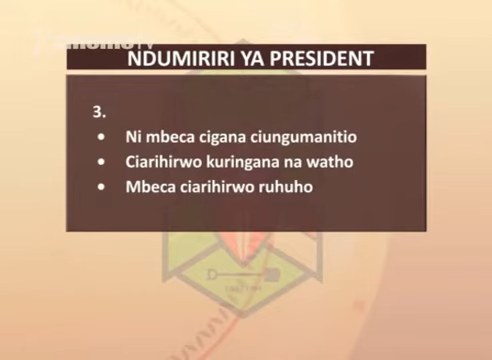 NDUMIRIRI YA PRESIDENT
3.
• Ni mbeca cigana ciungumanitio
• Ciarihirwo kuringana na watho
• Mbeca ciarihirwo ruhuho